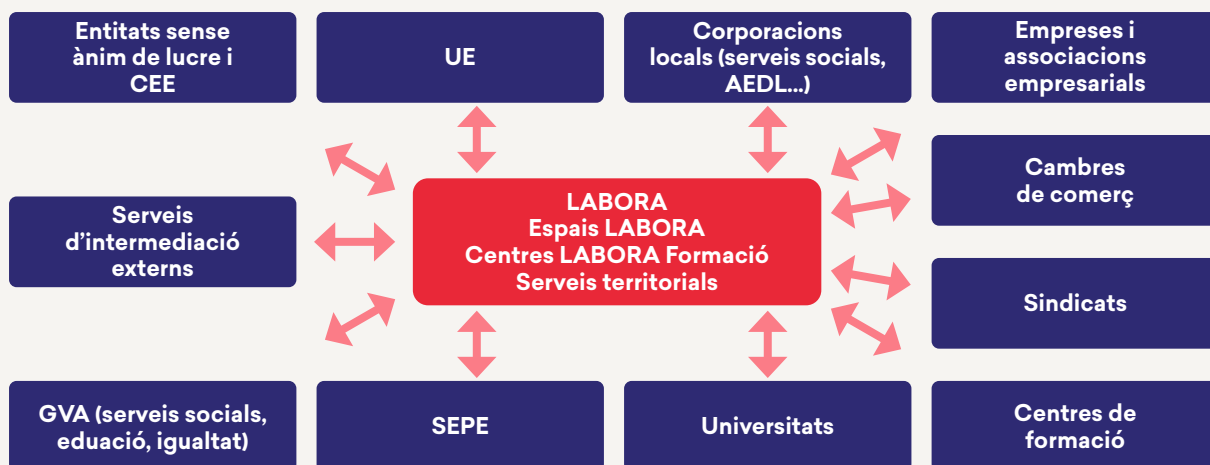 Entitats sense
ànim de lucre i
CEE
UE
Corporacions
locals (serveis socials,
AEDL...)
Empreses i
associacions
empresarials
Cambres
de comerç
Serveis
d’intermediació
externs
LABORA
Espais LABORA
Centres LABORA Formació
Serveis territorials
Sindicats
GVA (serveis socials,
eduació, igualtat)
SEPE
Universitats
Centres de
formació